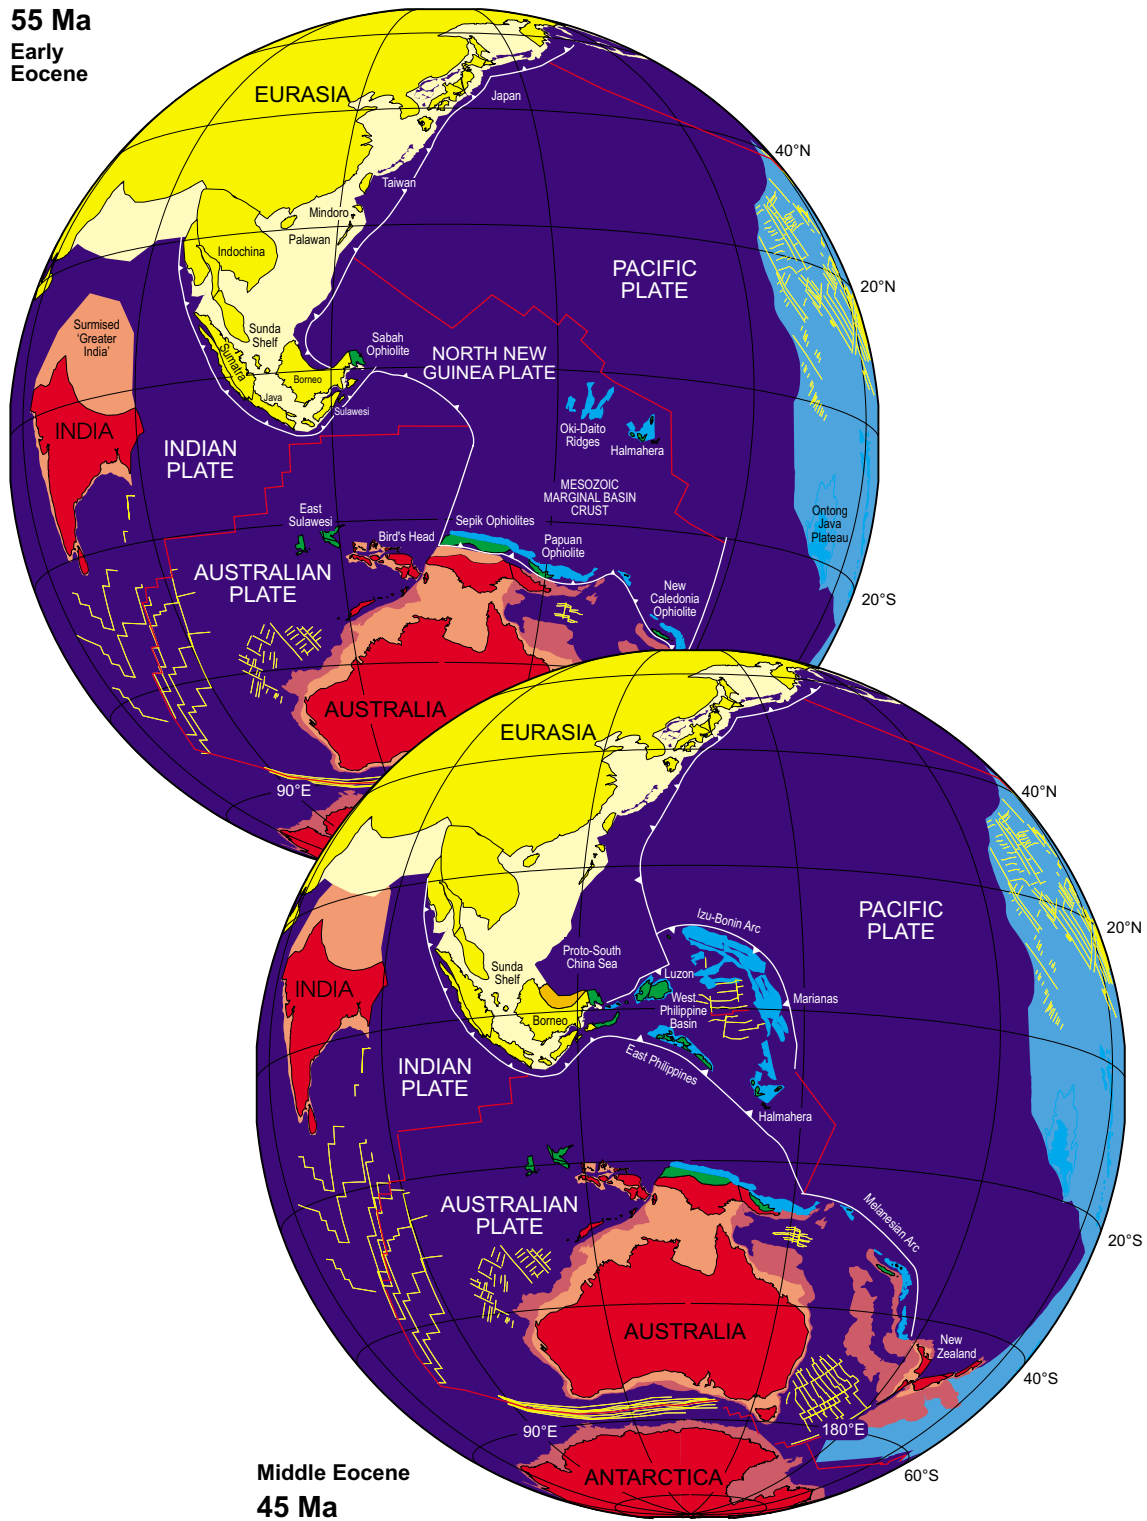 55 Ma
Early
Eocene
EURASIA
Japan
40°N
Taiwan
Mindoro
Palawan
Indochina
PACIFIC
PLATE
20°N
Surmised
'Greater
India'
Sunda
Shelf
Sabah
Ophiolite
NORTH NEW
GUINEA PLATE
Sumatra
Borneo
Java
Sulawesi
Oki-Daito
Ridges
Halmahera
INDIA
INDIAN
PLATE
MESOZOIC
MARGINAL BASIN
CRUST
East
Sulawesi
Sepik Ophiolites
Ontong
Java
Plateau
Bird's Head
Papuan
Ophiolite
AUSTRALIAN
PLATE
New
Caledonia
Ophiolite
20°S
AUSTRALIA
90°E
EURASIA
40°N
PACIFIC
PLATE
Izu-Bonin Arc
20°N
Proto-South
China Sea
Sunda
Shelf
Luzon
INDIA
West
Philippine
Basin
Marianas
Borneo
East Philippines
INDIAN
PLATE
Halmahera
AUSTRALIAN
PLATE
Melanesian Arc
20°S
AUSTRALIA
New
Zealand
40°S
90°E
180°E
60°S
ANTARCTICA
Middle Eocene
45 Ma